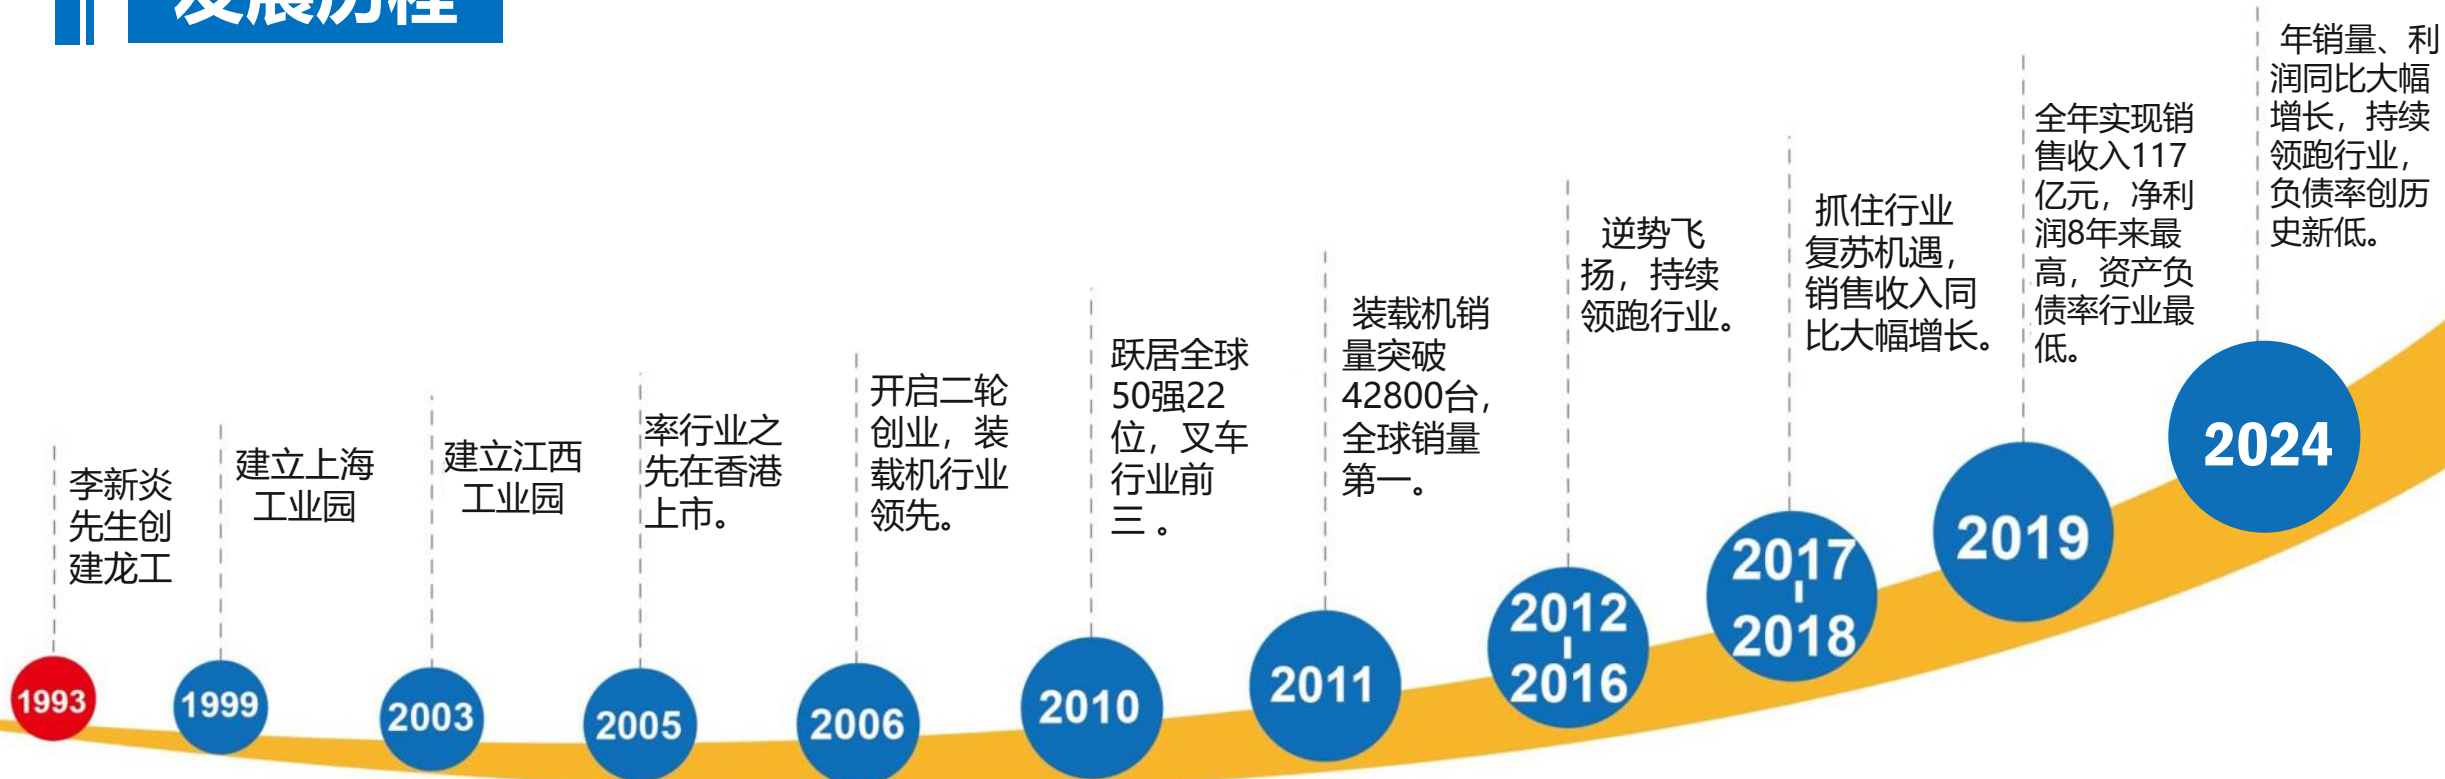 发展历程
李新炎
先生创
建龙工
1993
建立上海
工业园
1999
建立江西
工业园
2003
率行业之
先在香港
上市。
2005
开启二轮
创业，装
载机行业
领先。
2006
跃居全球
50强22
位，叉车
行业前
三 。
2010
装载机销
量突破
42800台，
全球销量
第一。
2011
逆势飞
扬，持续
领跑行业。
2012
-
2016
抓住行业
复苏机遇，
销售收入同
比大幅增长。
2017
-
2018
全年实现销
售收入117
亿元，净利
润8年来最
高，资产负
债率行业最
低。
2019
年销量、利
润同比大幅
增长，持续
领跑行业，
负债率创历
史新低。
2024